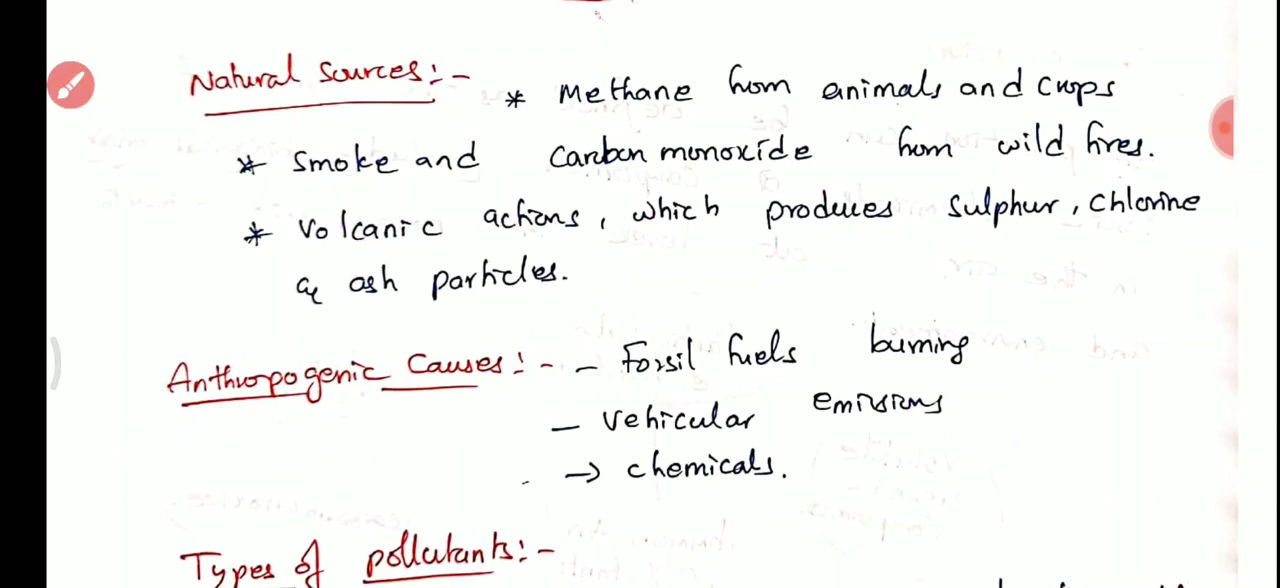 Natural Sources:- * Methane from animals and crops
* Smoke and Carbon monoxide from wild fires.
* Volcanic actions, which produces sulphur, chlorine
& ash particles.
Anthropogenic Causes:- - Fossil fuels burning
- vehicular emissions
→ chemicals.
Types of pollutants:-